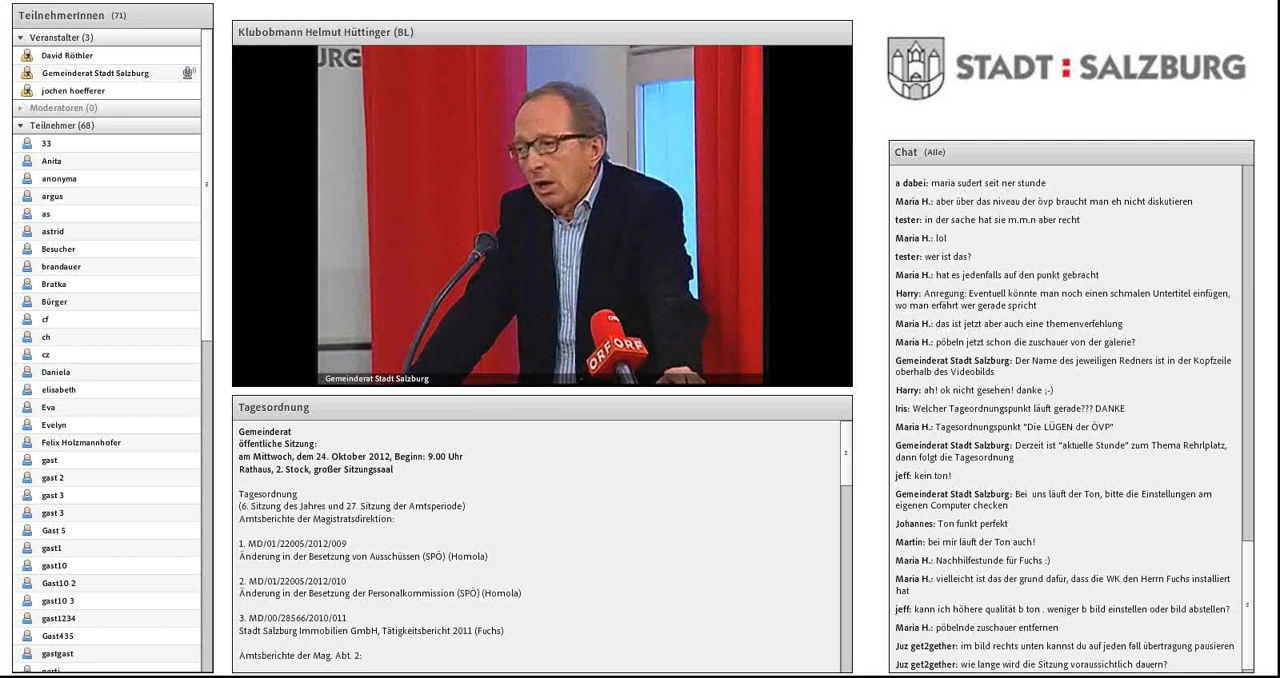 TeilnehmerInnen (71)
Veranstalter (3)
David Röthler
Gemeinderat Stadt Salzburg
jochen hoefferer
Moderatoren (0)
Teilnehmer (68)
33
Anita
anonyma
argus
as
astrid
Besucher
brandauer
Bratka
Bürger
cf
ch
cz
Daniela
elisabeth
Eva
Evelyn
Felix Holzmannhofer
gast
gast 2
gast 3
gast 3
Gast 5
gast1
gast10
Gast10 2
gast10 3
gast1234
Gast435
gastgast
Klubobmann Helmut Hüttinger (BL)
URG
ORF ORF
Gemeinderat Stadt Salzburg
Tagesordnung
Gemeinderat
öffentliche Sitzung:
am Mittwoch, dem 24. Oktober 2012, Beginn: 9.00 Uhr
Rathaus, 2. Stock, großer Sitzungssaal
Tagesordnung
(6. Sitzung des Jahres und 27. Sitzung der Amtsperiode)
Amtsberichte der Magistratsdirektion:
1. MD/01/22005/2012/009
Änderung in der Besetzung von Ausschüssen (SPÖ) (Homola)
2. MD/01/22005/2012/010
Änderung in der Besetzung der Personalkommission (SPÖ) (Homola)
3. MD/00/28566/2010/011
Stadt Salzburg Immobilien GmbH, Tätigkeitsbericht 2011 (Fuchs)
Amtsberichte der Mag. Abt. 2:
STADT : SALZBURG
Chat (Alle)
a dabei: maria sudert seit ner stunde
Maria H.: aber über das niveau der övp braucht man eh nicht diskutieren
tester: in der sache hat sie m.m.n aber recht
Maria H.: lol
tester: wer ist das?
Maria H.: hat es jedenfalls auf den punkt gebracht
Harry: Anregung: Eventuell könnte man noch einen schmalen Untertitel einfügen,
wo man erfährt wer gerade spricht
Maria H.: das ist jetzt aber auch eine themenverfehlung
Maria H.: pöbeln jetzt schon die zuschauer von der galerie?
Gemeinderat Stadt Salzburg: Der Name des jeweiligen Redners ist in der Kopfzeile
oberhalb des Videobilds
Harry: ah! ok nicht gesehen! danke ;-)
Iris: Welcher Tageordnungspunkt läuft gerade??? DANKE
Maria H.: Tagesordnungspunkt "Die LÜGEN der ÖVP"
Gemeinderat Stadt Salzburg: Derzeit ist "aktuelle Stunde" zum Thema Rehrlplatz,
dann folgt die Tagesordnung
jeff: kein ton!
Gemeinderat Stadt Salzburg: Bei uns läuft der Ton, bitte die Einstellungen am
eigenen Computer checken
Johannes: Ton funkt perfekt
Martin: bei mir läuft der Ton auch!
Maria H.: Nachhilfestunde für Fuchs :)
Maria H.: vielleicht ist das der grund dafür, dass die WK den Herrn Fuchs installiert
hat
jeff: kann ich höhere qualität b ton . weniger b bild einstellen oder bild abstellen?
Maria H.: pöbelnde zuschauer entfernen
Juz get2gether: im bild rechts unten kannst du auf jeden fall übertragung pausieren
Juz get2gether: wie lange wird die Sitzung voraussichtlich dauern?